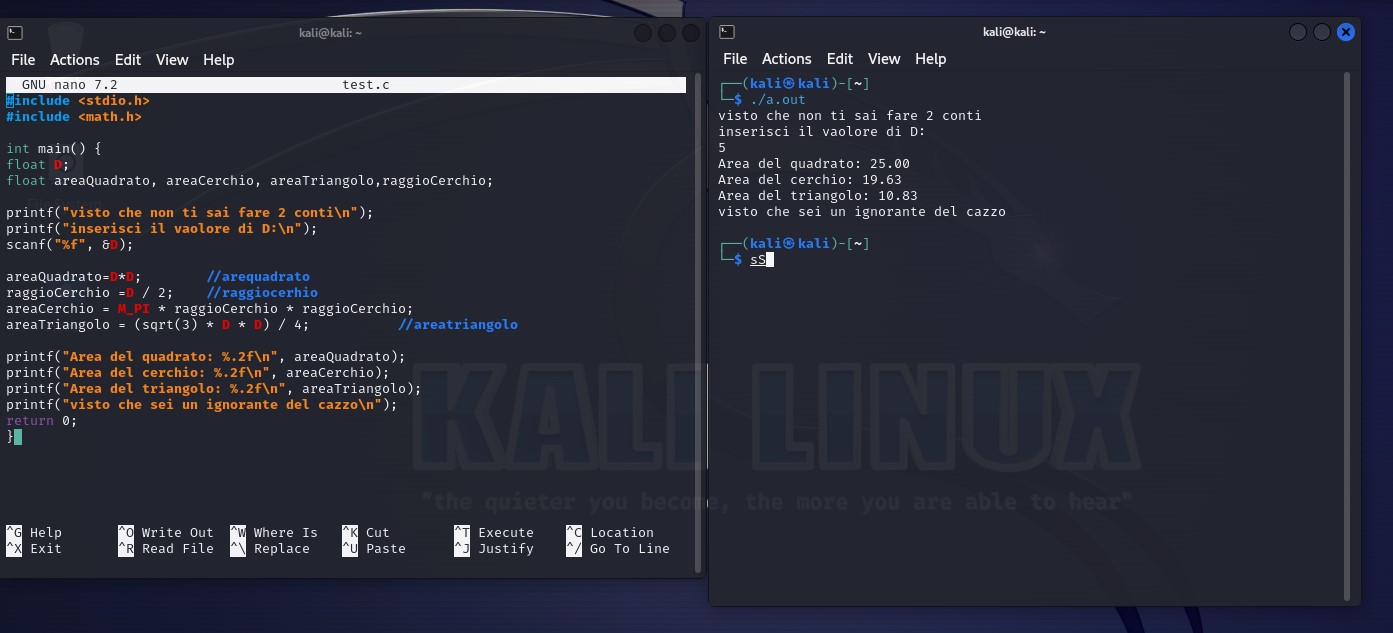 kali@kali: ~
File Actions Edit View Help
GNU nano 7.2 test.c
#include <stdio.h>
#include <math.h>
int main() {
float D;
float areaQuadrato, areaCerchio, areaTriangolo,raggioCerchio;
printf("visto che non ti sai fare 2 conti\n");
printf("inserisci il vaolore di D:\n");
scanf("%f", &D);
areaQuadrato=D*D; //arequadrato
raggioCerchio =D / 2; //raggiocerhio
areaCerchio = M_PI * raggioCerchio * raggioCerchio;
areaTriangolo = (sqrt(3) * D * D) / 4; //areatriangolo
printf("Area del quadrato: %.2f\n", areaQuadrato);
printf("Area del cerchio: %.2f\n", areaCerchio);
printf("Area del triangolo: %.2f\n", areaTriangolo);
printf("visto che sei un ignorante del cazzo\n");
return 0;
}
^G Help ^O Write Out ^W Where Is ^K Cut ^T Execute ^C Location
^X Exit ^R Read File ^\ Replace ^U Paste ^J Justify ^/ Go To Line
kali@kali: ~
File Actions Edit View Help
┌──(kali㉿kali)-[~]
└─$ ./a.out
visto che non ti sai fare 2 conti
inserisci il vaolore di D:
5
Area del quadrato: 25.00
Area del cerchio: 19.63
Area del triangolo: 10.83
visto che sei un ignorante del cazzo
┌──(kali㉿kali)-[~]
└─$ sS
KALI LINUX
"the quieter you become, the more you are able to hear"